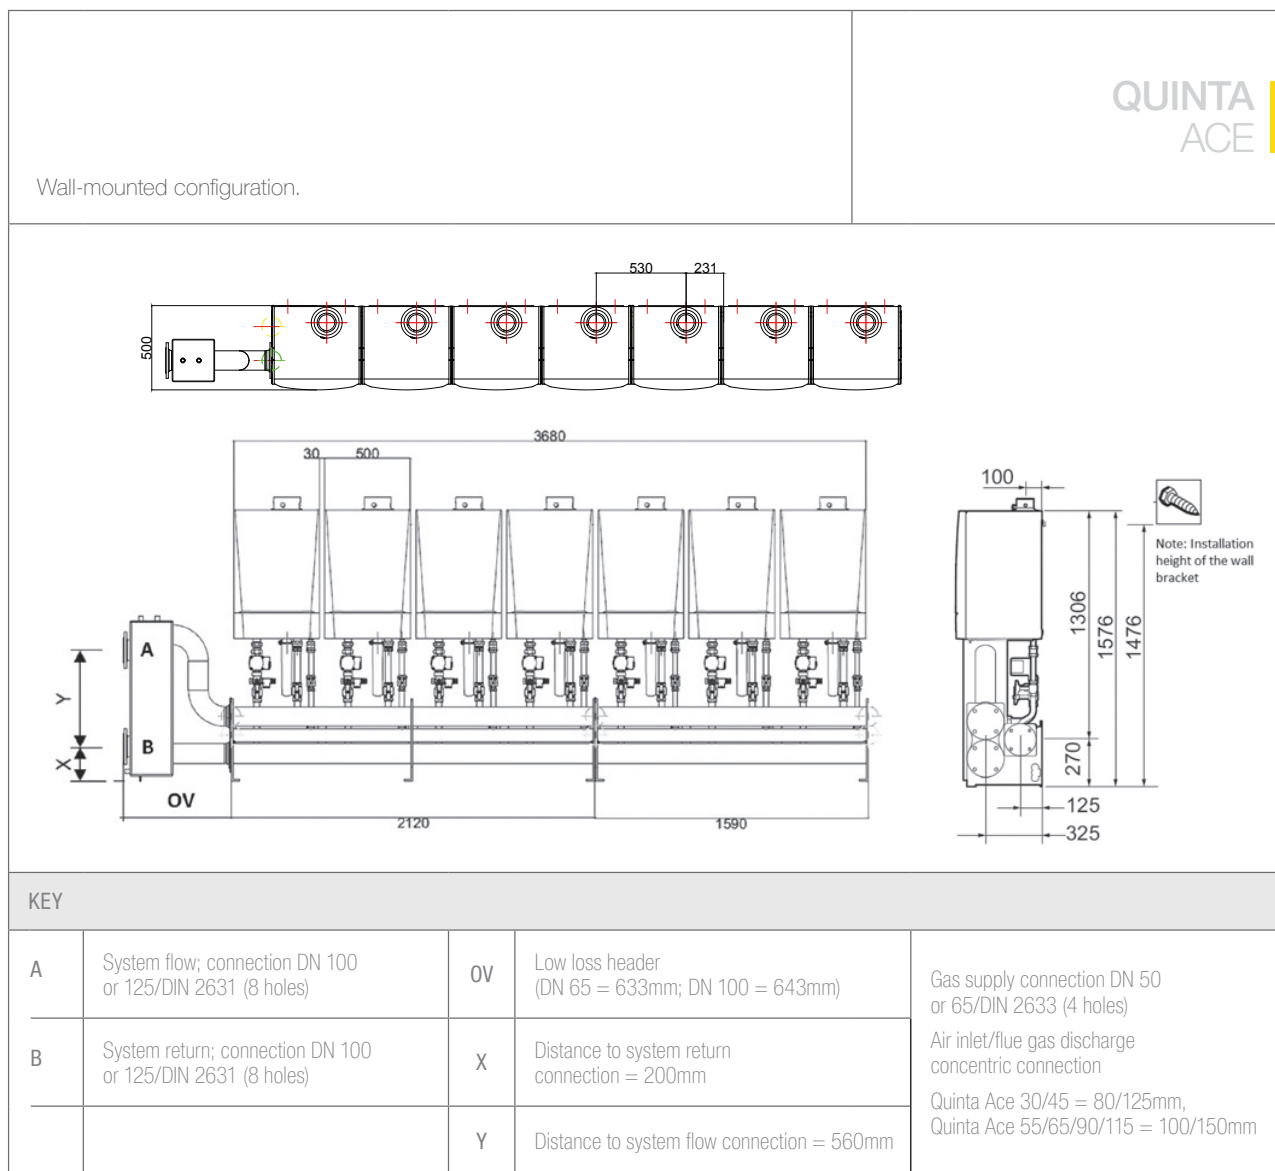 QUINTA
ACE
Wall-mounted configuration.
530
231
500
3680
30
500
100
Note: Installation
height of the wall
bracket
1306
1576
1476
A
Y
B
X
270
OV
125
2120
1590
325
KEY
A
System flow; connection DN 100
or 125/DIN 2631 (8 holes)
OV
Low loss header
(DN 65 = 633mm; DN 100 = 643mm)
Gas supply connection DN 50
or 65/DIN 2633 (4 holes)
B
System return; connection DN 100
or 125/DIN 2631 (8 holes)
X
Distance to system return
connection = 200mm
Air inlet/flue gas discharge
concentric connection
Quinta Ace 30/45 = 80/125mm,
Quinta Ace 55/65/90/115 = 100/150mm
Y
Distance to system flow connection = 560mm